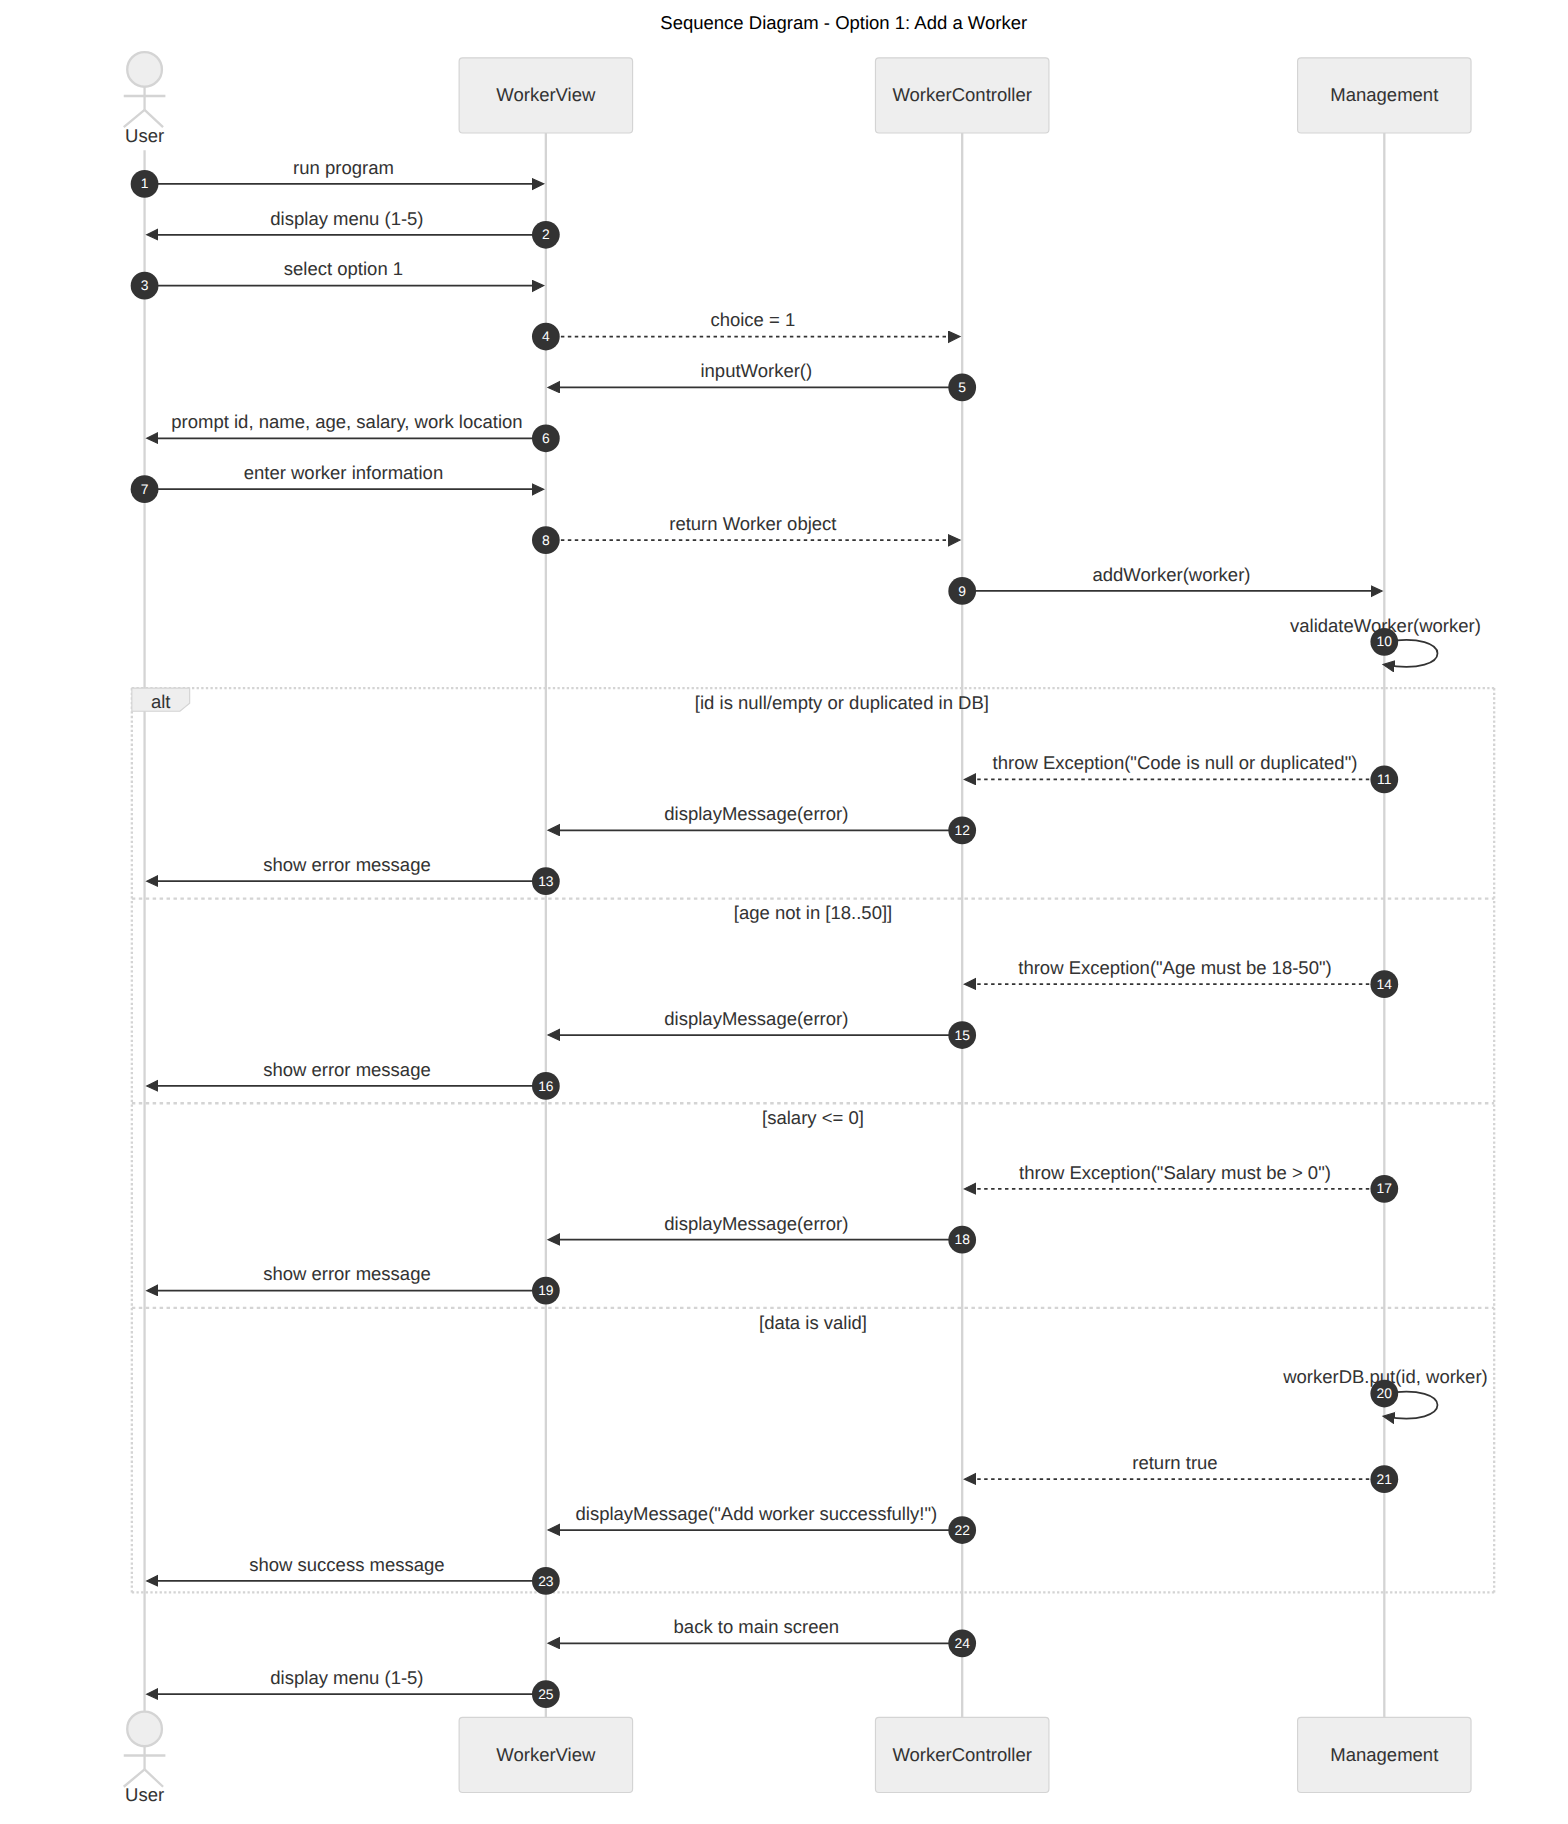 Sequence Diagram - Option 1: Add a Worker
User
WorkerView
WorkerController
Management
run program
1
display menu (1-5)
2
select option 1
3
choice = 1
4
inputWorker()
5
prompt id, name, age, salary, work location
6
enter worker information
7
return Worker object
8
addWorker(worker)
9
validateWorker(worker)
10
alt
[id is null/empty or duplicated in DB]
throw Exception("Code is null or duplicated")
11
displayMessage(error)
12
show error message
13
[age not in [18..50]]
throw Exception("Age must be 18-50")
14
displayMessage(error)
15
show error message
16
[salary <= 0]
throw Exception("Salary must be > 0")
17
displayMessage(error)
18
show error message
19
[data is valid]
workerDB.put(id, worker)
20
return true
21
displayMessage("Add worker successfully!")
22
show success message
23
back to main screen
24
display menu (1-5)
25
User
WorkerView
WorkerController
Management